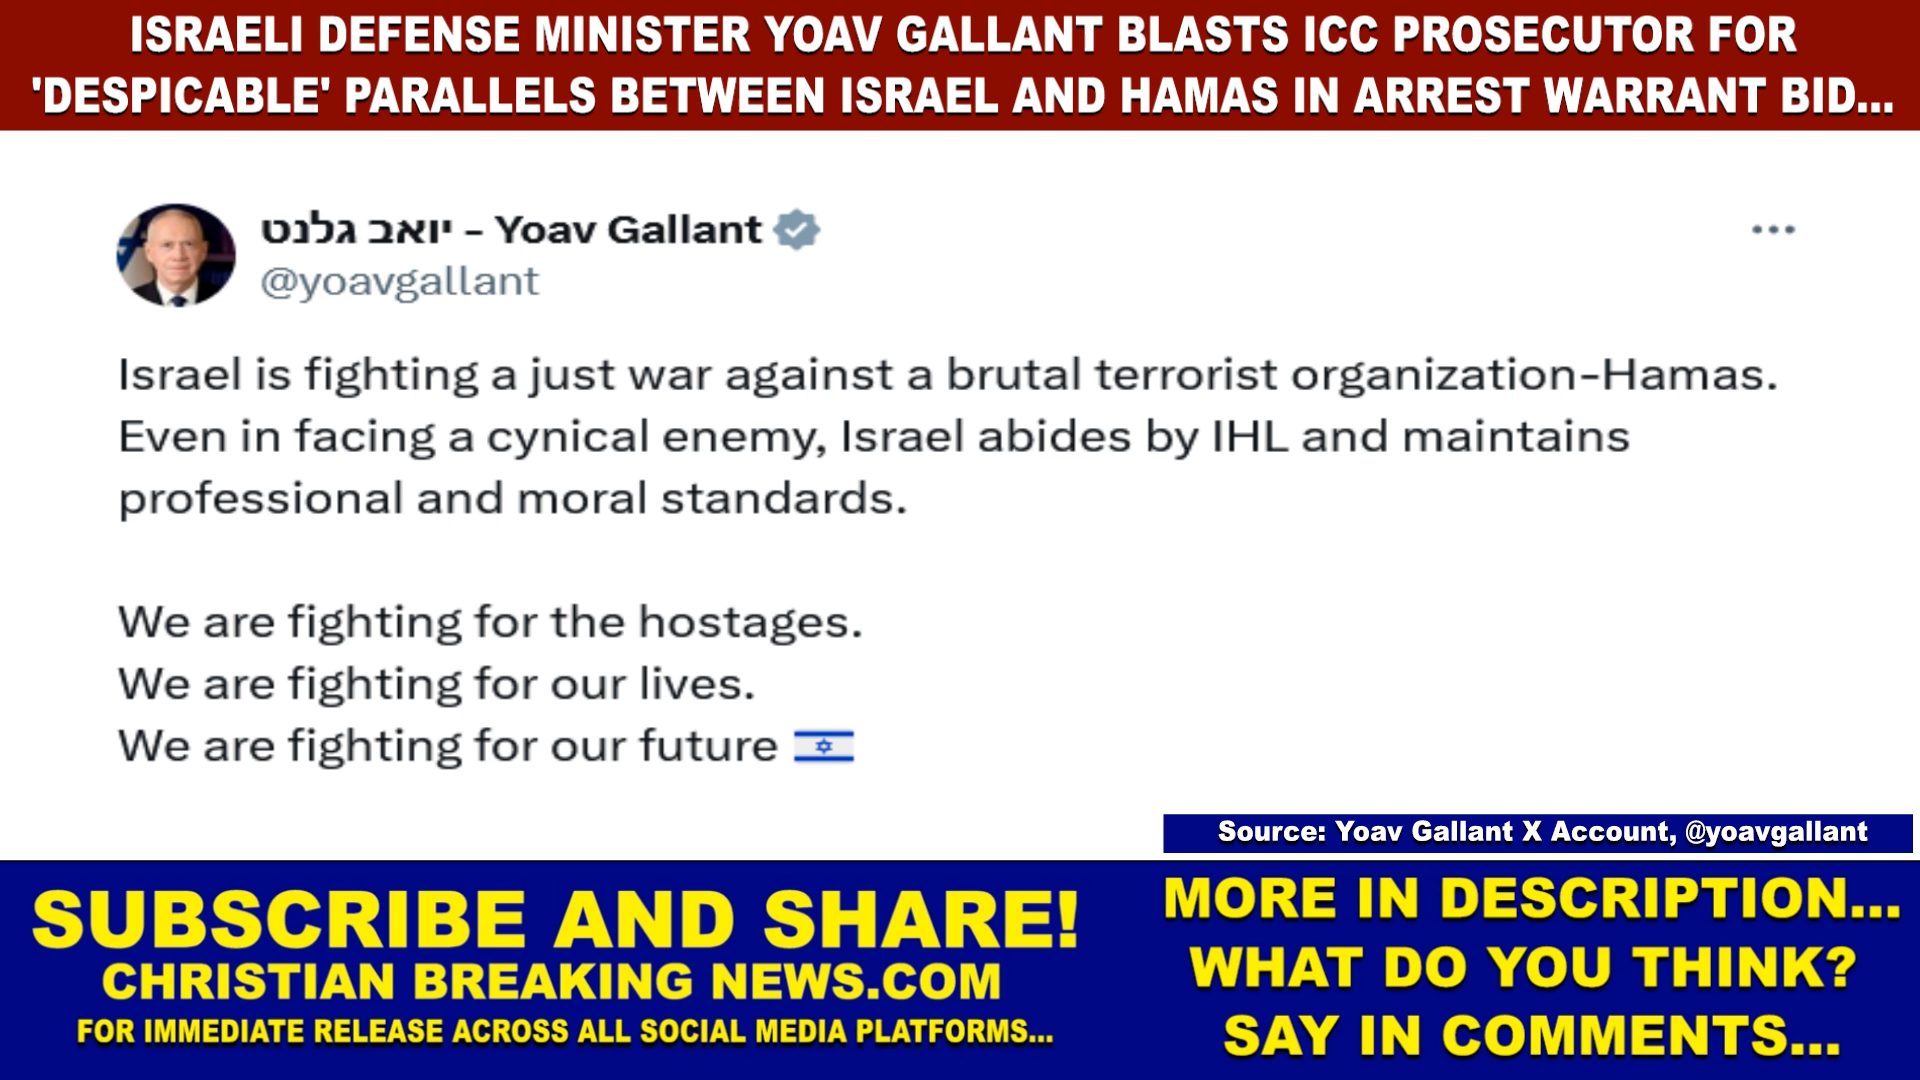 ISRAELI DEFENSE MINISTER YOAV GALLANT BLASTS ICC PROSECUTOR FOR
'DESPICABLE' PARALLELS BETWEEN ISRAEL AND HAMAS IN ARREST WARRANT BID...
יואב גלנט - Yoav Gallant
@yoavgallant
Israel is fighting a just war against a brutal terrorist organization-Hamas.
Even in facing a cynical enemy, Israel abides by IHL and maintains
professional and moral standards.
We are fighting for the hostages.
We are fighting for our lives.
We are fighting for our future
Source: Yoav Gallant X Account, @yoavgallant
SUBSCRIBE AND SHARE!
CHRISTIAN BREAKING NEWS.COM
FOR IMMEDIATE RELEASE ACROSS ALL SOCIAL MEDIA PLATFORMS...
MORE IN DESCRIPTION...
WHAT DO YOU THINK?
SAY IN COMMENTS...